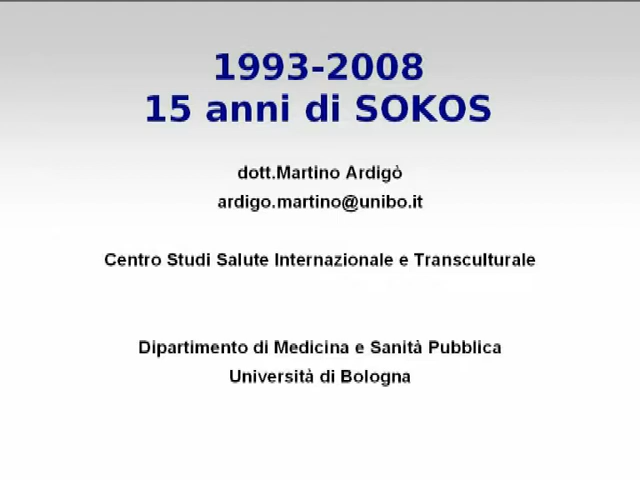 1993-2008
15 anni di SOKOS
dott.Martino Ardigò
ardigo.martino@unibo.it
Centro Studi Salute Internazionale e Transculturale
Dipartimento di Medicina e Sanità Pubblica
Università di Bologna